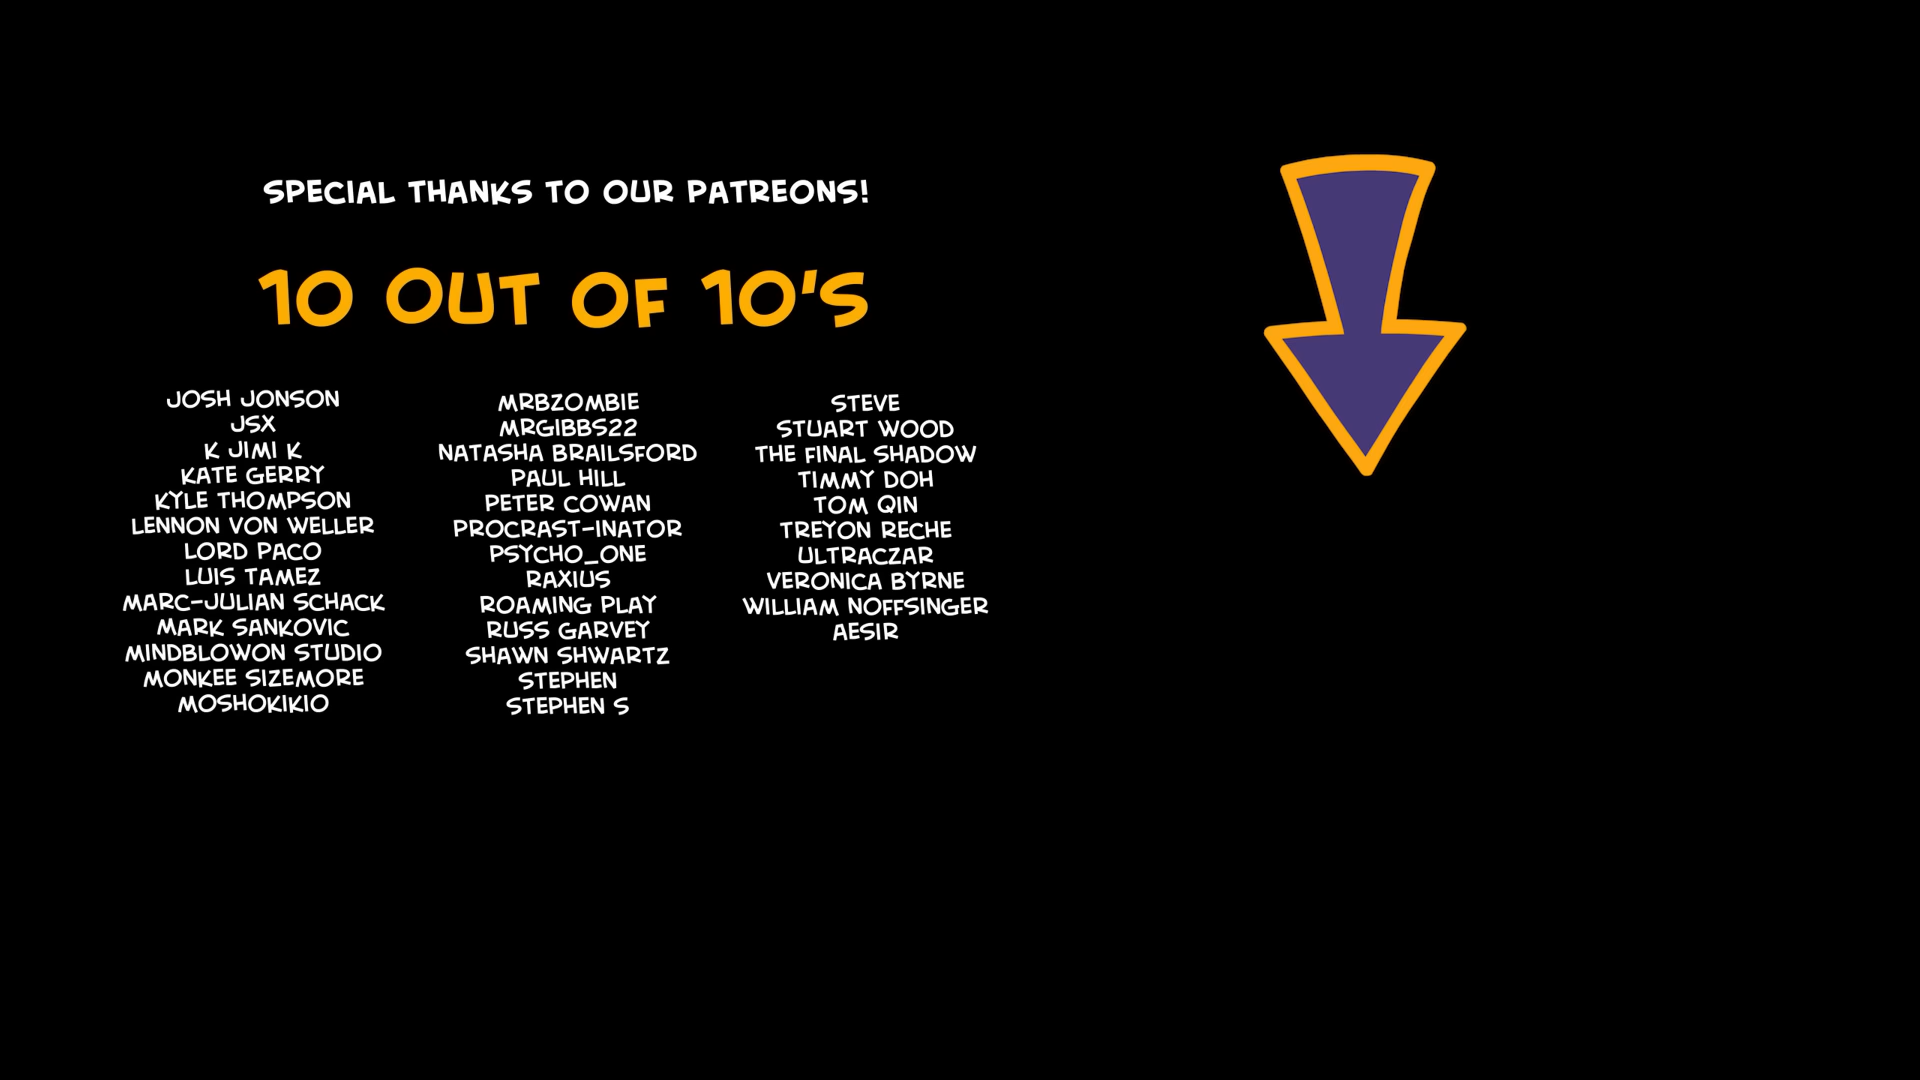 SPECIAL THANKS TO OUR PATREONS!
10 OUT OF 10'S
JOSH JONSON
JSX
K JIMI K
KATE GERRY
KYLE THOMPSON
LENNON VON WELLER
LORD PACO
LUIS TAMEZ
MARC-JULIAN SCHACK
MARK SANKOVIC
MINDBLOWON STUDIO
MONKEE SIZEMORE
MOSHOKIKIO
MRBZOMBIE
MRGIBBS22
NATASHA BRAILSFORD
PAUL HILL
PETER COWAN
PROCRAST-INATOR
PSYCHO_ONE
RAXIUS
ROAMING PLAY
RUSS GARVEY
SHAWN SHWARTZ
STEPHEN
STEPHEN S
STEVE
STUART WOOD
THE FINAL SHADOW
TIMMY DOH
TOM QIN
TREYON RECHE
ULTRACZAR
VERONICA BYRNE
WILLIAM NOFFSINGER
AESIR